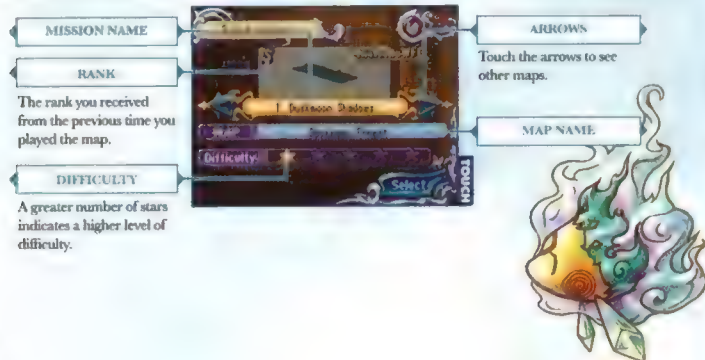 MISSION NAME
RANK
The rank you received
from the previous time you
played the map.
DIFFICULTY
A greater number of stars
indicates a higher level of
difficulty.
Difficulty
Select
TOUCH
ARROWS
Touch the arrows to see
other maps.
MAP NAME